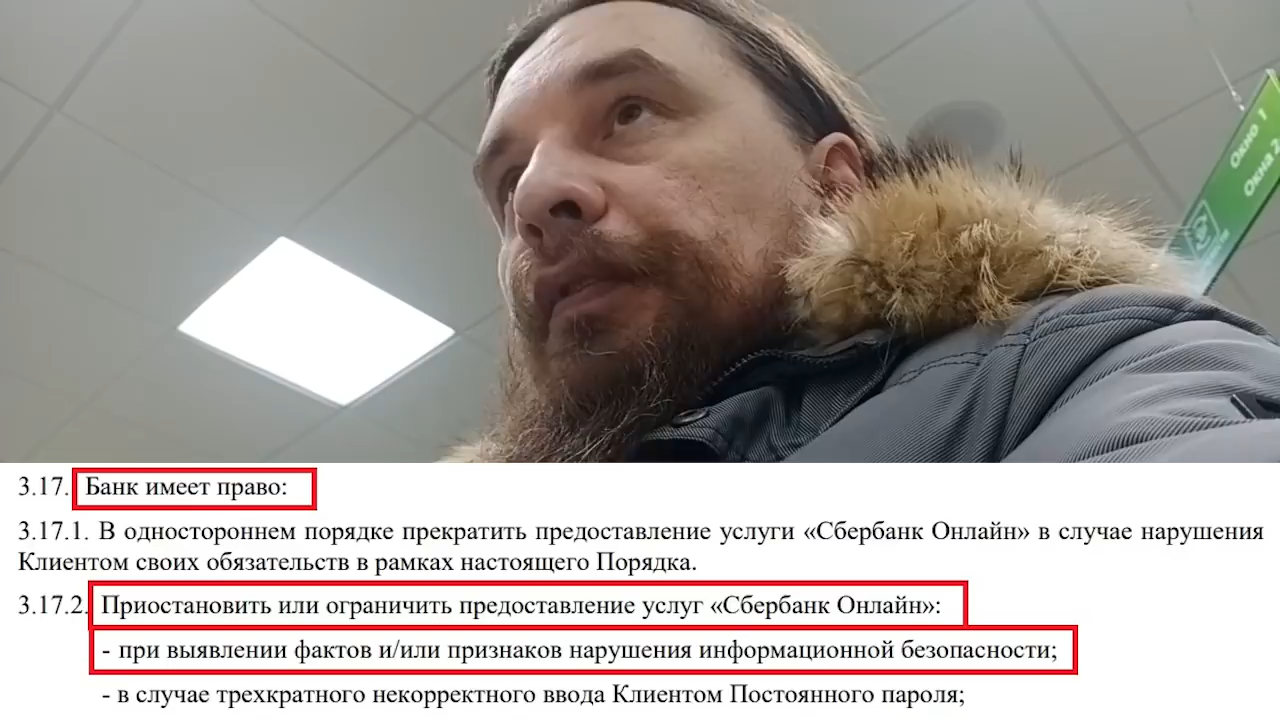 Окно 1
Окна 2
3.17. Банк имеет право:
3.17.1. В одностороннем порядке прекратить предоставление услуги «Сбербанк Онлайн» в случае нарушения
Клиентом своих обязательств в рамках настоящего Порядка.
3.17.2. Приостановить или ограничить предоставление услуг «Сбербанк Онлайн»:
- при выявлении фактов и/или признаков нарушения информационной безопасности;
- в случае трехкратного некорректного ввода Клиентом Постоянного пароля;